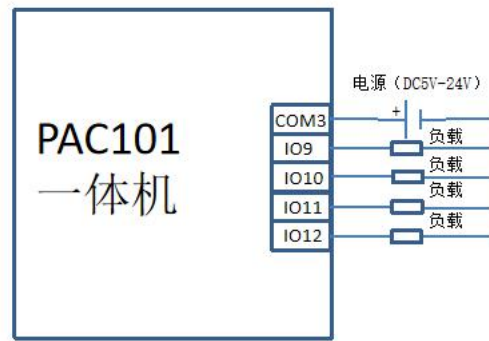 电源（DC5V-24V）
+
COM3
负载
PAC101
IO9
负载
一体机
IO10
负载
IO11
负载
IO12